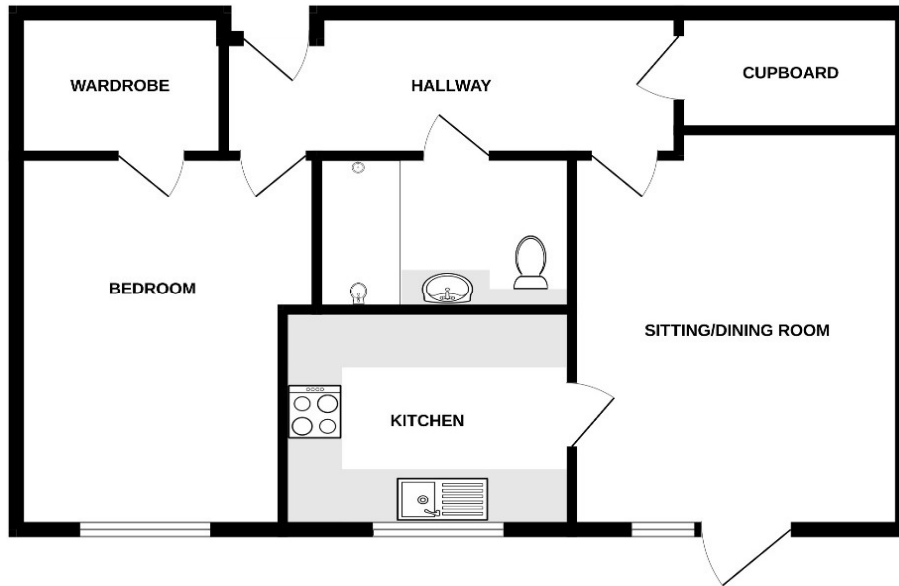 WARDROBE
HALLWAY
CUPBOARD
BEDROOM
SITTING/DINING ROOM
KITCHEN